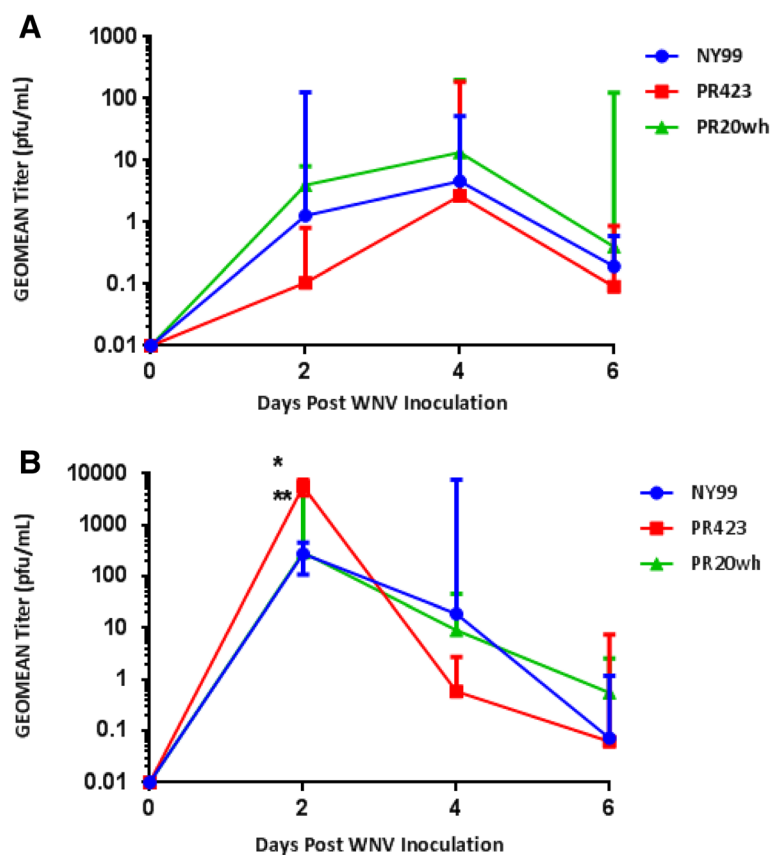 A
1000
100
10
1
0.1
0.01
0 2 4 6
GEOMEAN Titer (pfu/mL)
Days Post WNV Inoculation
NY99
PR423
PR20wh
B
*
**
10000
1000
100
10
1
0.1
0.01
0 2 4 6
GEOMEAN Titer (pfu/mL)
Days Post WNV Inoculation
NY99
PR423
PR20wh